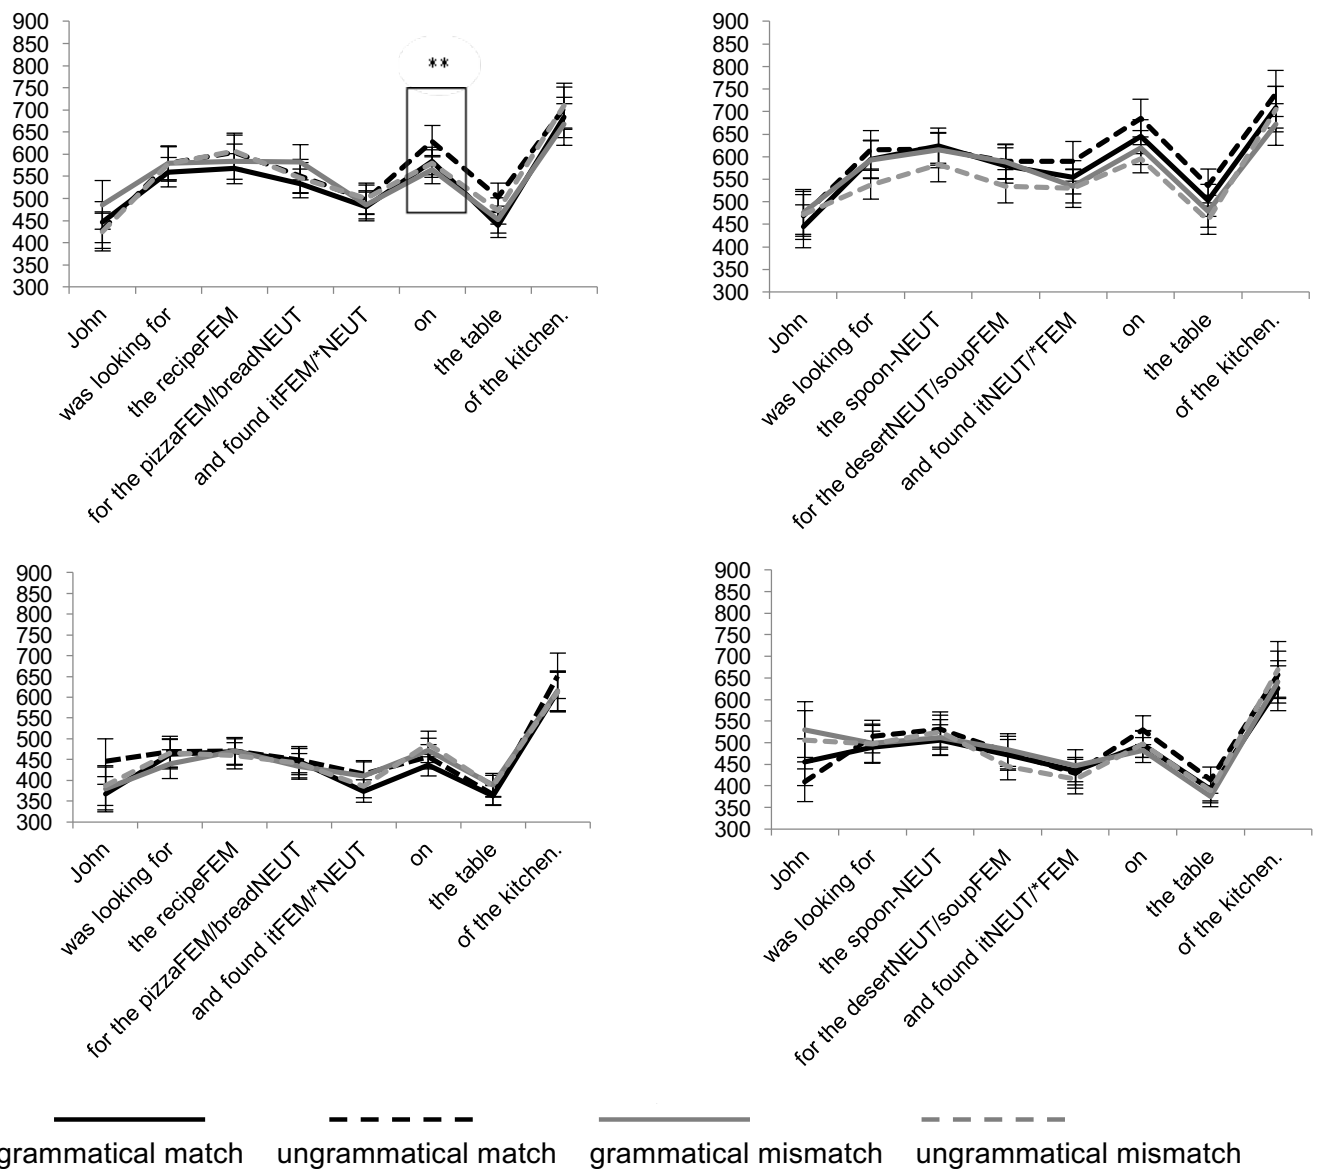 900
850
800
750
700
650
600
550
500
450
400
350
300
**
John
was looking for
the recipeFEM
for the pizzaFEM/breadNEUT
and found itFEM/*NEUT
on
the table
of the kitchen.
900
850
800
750
700
650
600
550
500
450
400
350
300
John
was looking for
the spoon-NEUT
for the desertNEUT/soupFEM
and found itNEUT/*FEM
on
the table
of the kitchen.
900
850
800
750
700
650
600
550
500
450
400
350
300
John
was looking for
the recipeFEM
for the pizzaFEM/breadNEUT
and found itFEM/*NEUT
on
the table
of the kitchen.
900
850
800
750
700
650
600
550
500
450
400
350
300
John
was looking for
the spoon-NEUT
for the desertNEUT/soupFEM
and found itNEUT/*FEM
on
the table
of the kitchen.
grammatical match ungrammatical match grammatical mismatch ungrammatical mismatch